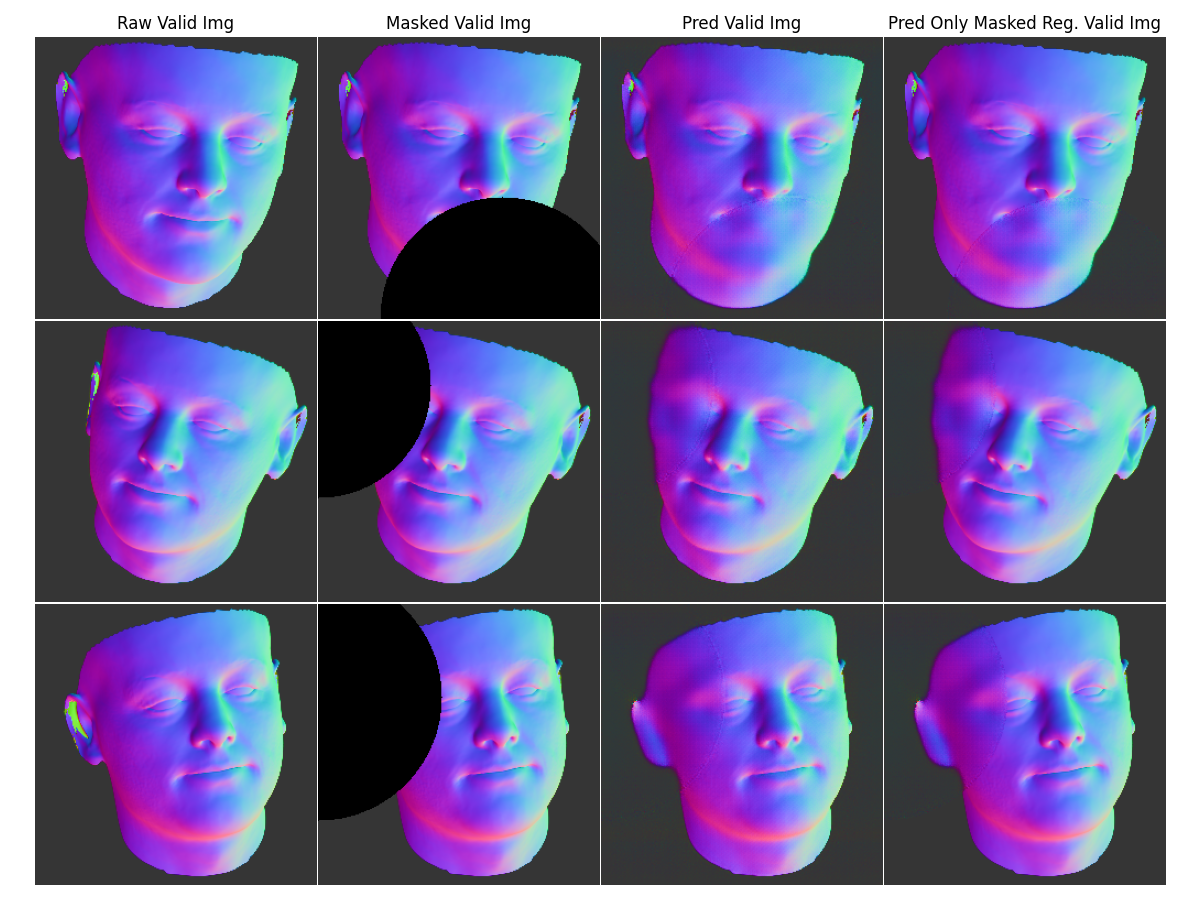 Raw Valid Img
Masked Valid Img
Pred Valid Img
Pred Only Masked Reg. Valid Img